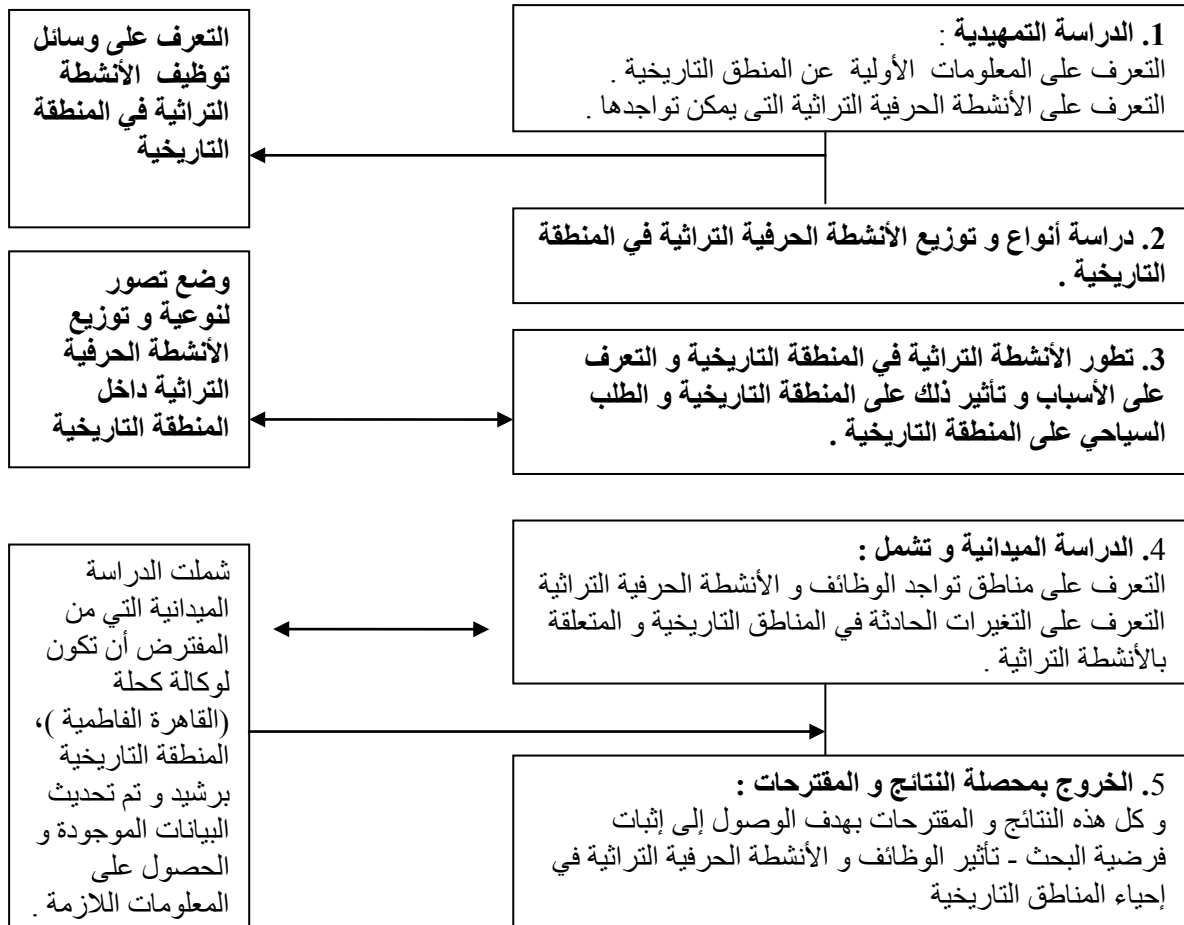 1. الدراسة التمهيدية :
التعرف على المعلومات الأولية عن المنطق التاريخية .
التعرف على الأنشطة الحرفية التراثية التى يمكن تواجدها .
التعرف على وسائل
توظيف الأنشطة
التراثية في المنطقة
التاريخية
2. دراسة أنواع و توزيع الأنشطة الحرفية التراثية في المنطقة
التاريخية .
3. تطور الأنشطة التراثية في المنطقة التاريخية و التعرف
على الأسباب و تأثير ذلك على المنطقة التاريخية و الطلب
السياحي على المنطقة التاريخية .
وضع تصور
لنوعية و توزيع
الأنشطة الحرفية
التراثية داخل
المنطقة التاريخية
4. الدراسة الميدانية و تشمل :
التعرف على مناطق تواجد الوظائف و الأنشطة الحرفية التراثية
التعرف على التغيرات الحادثة في المناطق التاريخية و المتعلقة
بالأنشطة التراثية .
شملت الدراسة
الميدانية التي من
المفترض أن تكون
لوكالة كحلة
(القاهرة الفاطمية )،
المنطقة التاريخية
برشيد و تم تحديث
البيانات الموجودة و
الحصول على
المعلومات اللازمة .
5. الخروج بمحصلة النتائج و المقترحات :
و كل هذه النتائج و المقترحات بهدف الوصول إلى إثبات
فرضية البحث - تأثير الوظائف و الأنشطة الحرفية التراثية في
إحياء المناطق التاريخية